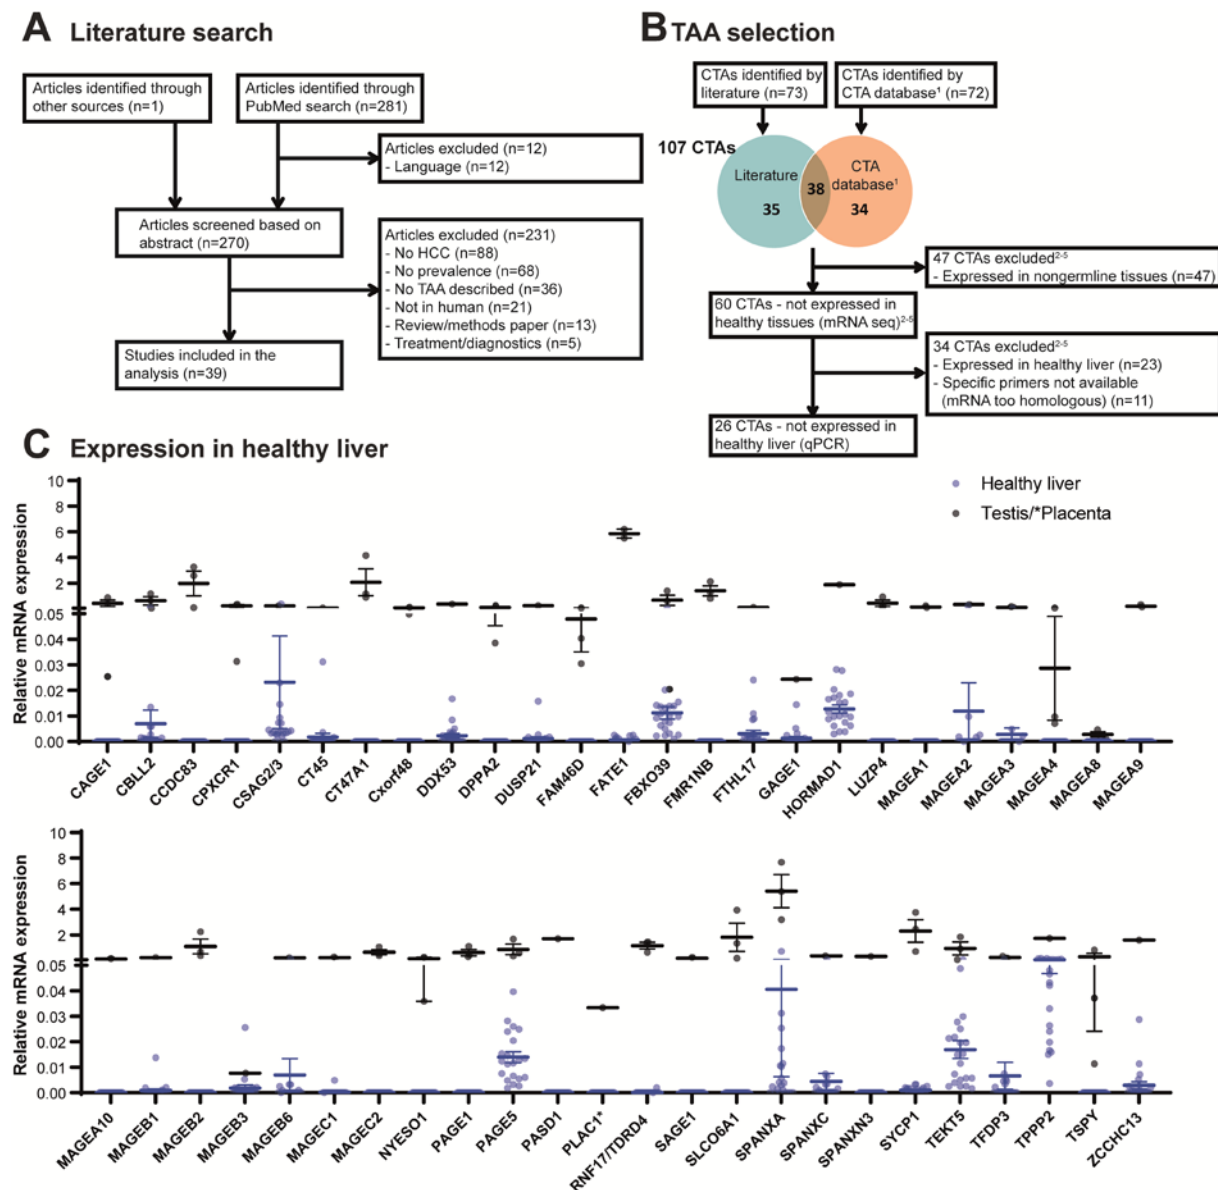 A Literature search
Articles identified through
other sources (n=1)
Articles identified through
PubMed search (n=281)
Articles excluded (n=12)
- Language (n=12)
Articles screened based on
abstract (n=270)
Articles excluded (n=231)
- No HCC (n=88)
- No prevalence (n=68)
- No TAA described (n=36)
- Not in human (n=21)
- Review/methods paper (n=13)
- Treatment/diagnostics (n=5)
Studies included in the
analysis (n=39)
B TAA selection
CTAs identified by
literature (n=73)
CTAs identified by
CTA database¹ (n=72)
107 CTAs
Literature
35
38
CTA
database¹
34
47 CTAs excluded²⁻⁵
- Expressed in nongermline tissues (n=47)
60 CTAs - not expressed in
healthy tissues (mRNA seq)²⁻⁵
34 CTAs excluded²⁻⁵
- Expressed in healthy liver (n=23)
- Specific primers not available
(mRNA too homologous) (n=11)
26 CTAs - not expressed in
healthy liver (qPCR)
C Expression in healthy liver
Healthy liver
Testis/*Placenta
Relative mRNA expression
10
8
6
4
2
0.05
0.04
0.03
0.02
0.01
0.00
CAGE1
CBLL2
CCDC83
CPXCR1
CSAG2/3
CT45
CT47A1
Cxorf48
DDX53
DPPA2
DUSP21
FAM46D
FATE1
FBXO39
FMR1NB
FTHL17
GAGE1
HORMAD1
LUZP4
MAGEA1
MAGEA2
MAGEA3
MAGEA4
MAGEA8
MAGEA9
Relative mRNA expression
10
8
6
4
2
0.05
0.04
0.03
0.02
0.01
0.00
MAGEA10
MAGEB1
MAGEB2
MAGEB3
MAGEB6
MAGEC1
MAGEC2
NYESO1
PAGE1
PAGE5
PASD1
PLAC1*
RNF17/TDRD4
SAGE1
SLCO6A1
SPANXA
SPANXC
SPANXN3
SYCP1
TEKT5
TFDP3
TPPP2
TSPY
ZCCHC13